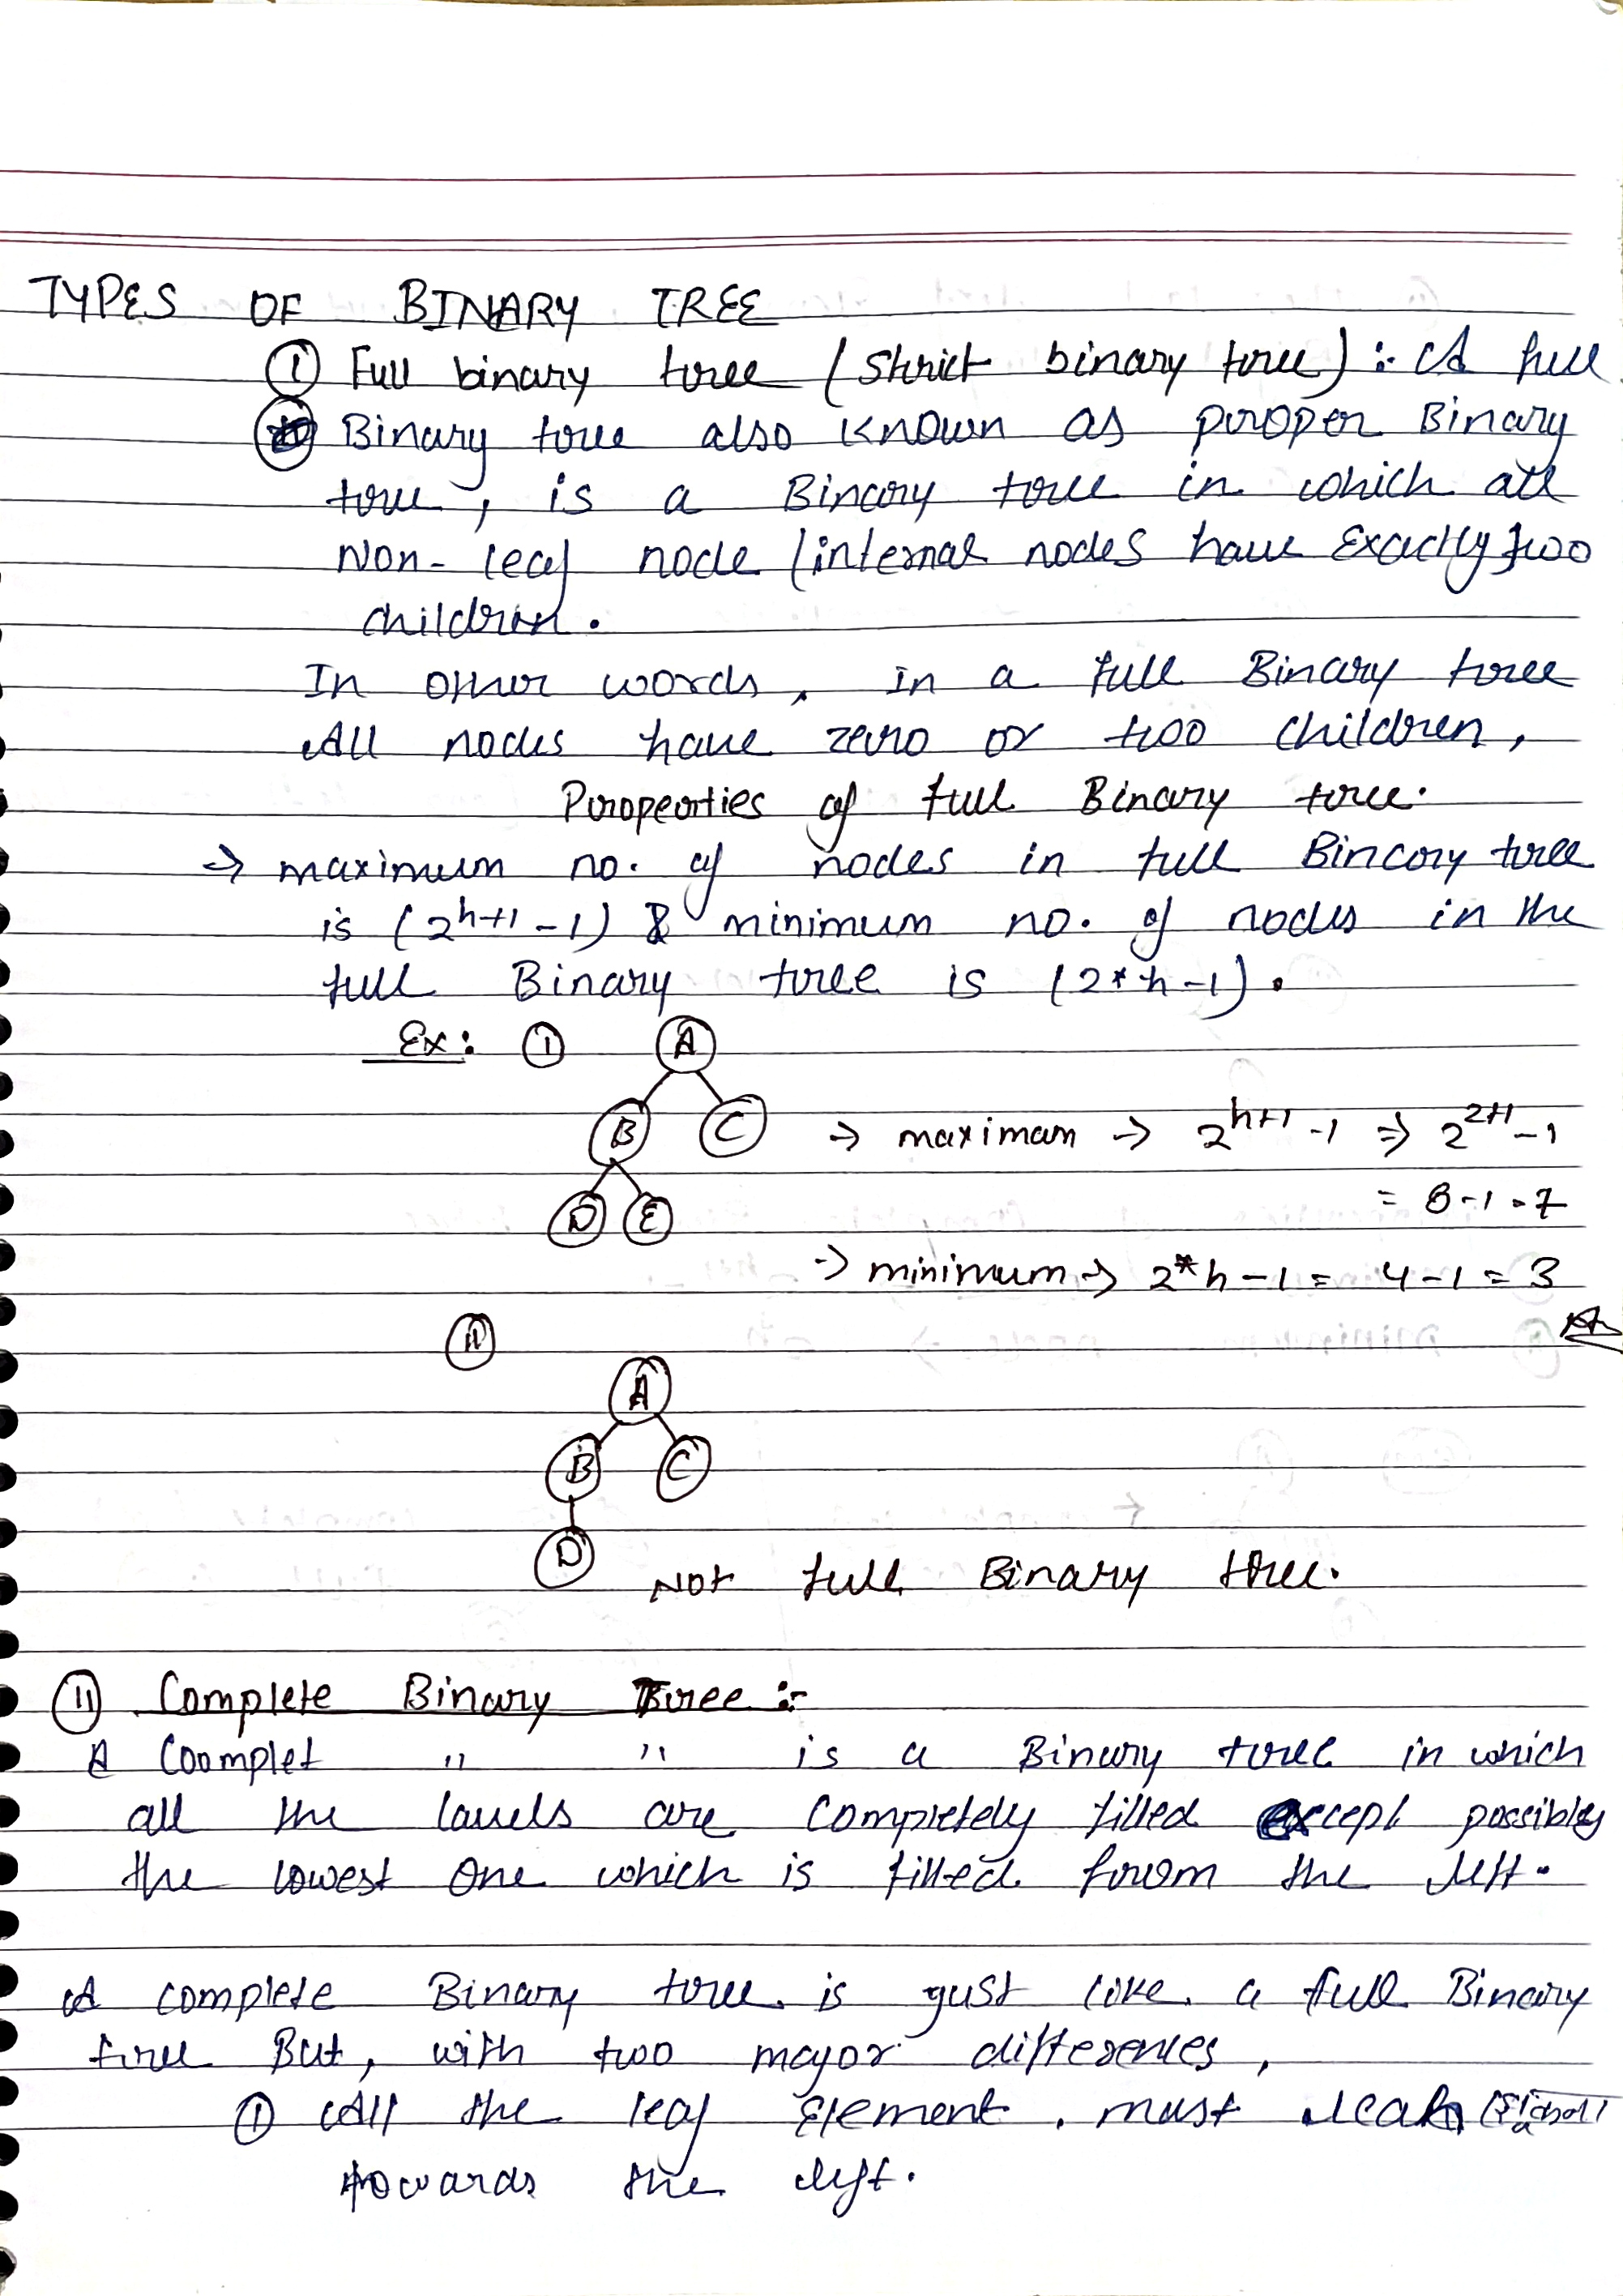 TYPES OF BINARY TREE
① Full binary tree (Strict binary tree) :- A full
Binary tree also known as proper Binary
tree, is a Binary tree in which all
Non-leaf node (internal nodes have Exactly two
children.
In other words, in a full Binary tree
All nodes have zero or two children,
Properties of full Binary tree.
→ maximum no. of nodes in full Binary tree
is (2^h+1 - 1) & minimum no. of nodes in the
full Binary tree is (2*h-1).
Ex: ① A
B C → maximam → 2^h+1 -1 ⇒ 2^2+1 -1
= 8-1=7
D E
→ minimum → 2*h-1 = 4-1 = 3
⑪
A
B C
D
Not full Binary tree.
⑪ Complete Binary Tree :-
A Coomplet " " is a Binary tree in which
all the lavels are completely filled except possibly
the lowest one which is filled from the left.
A complete Binary tree is gust like a full Binary
tree But, with two major differences,
① All the leaf Element must lean
towards the left.